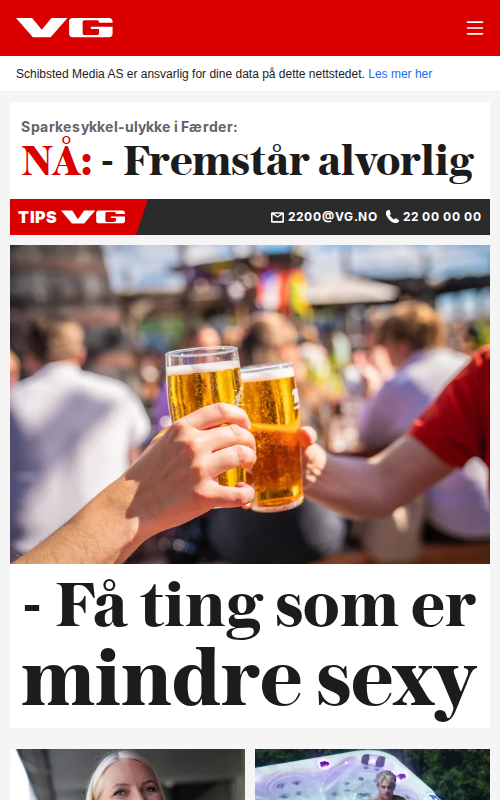 VG
Schibsted Media AS er ansvarlig for dine data på dette nettstedet. Les mer her
Sparkesykkel-ulykke i Færder:
NÅ: - Fremstår alvorlig
TIPS VG 2200@VG.NO 22 00 00 00
- Få ting som er
mindre sexy